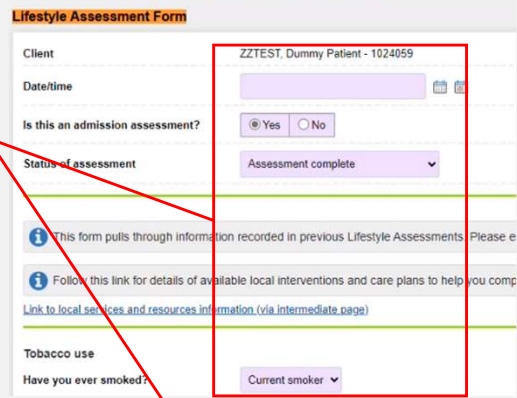 Lifestyle Assessment Form
Client ZZTEST, Dummy Patient - 1024059
Date/time
Is this an admission assessment? Yes No
Status of assessment Assessment complete
This form pulls through information recorded in previous Lifestyle Assessments. Please e
Follow this link for details of available local interventions and care plans to help you comp
Link to local services and resources information (via intermediate page)
Tobacco use
Have you ever smoked? Current smoker